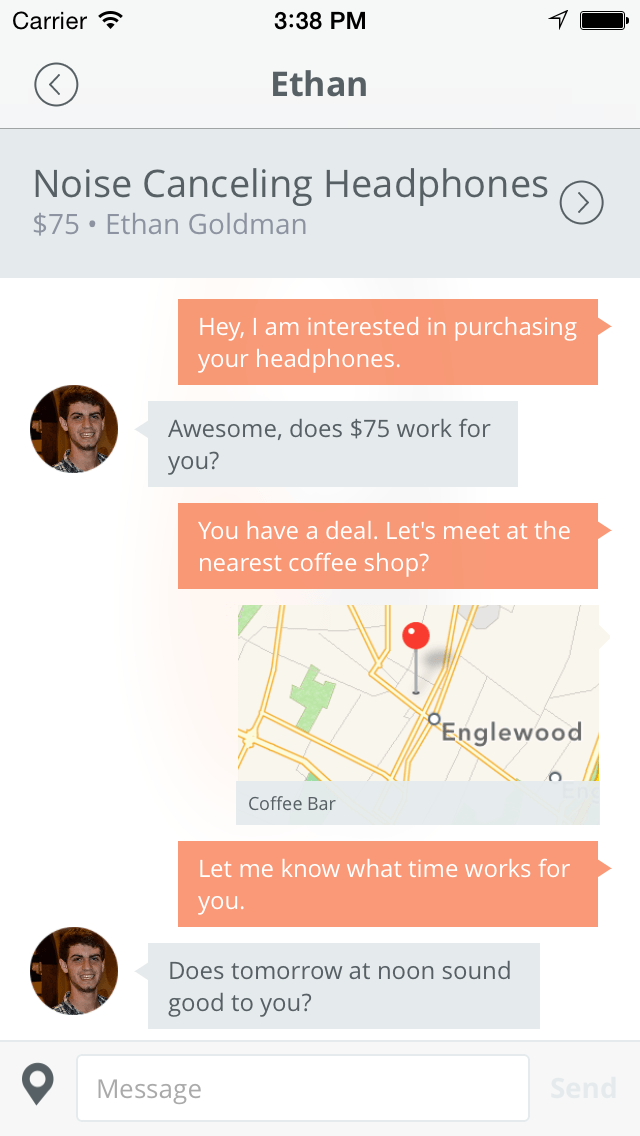 Carrier 3:38 PM
Ethan
Noise Canceling Headphones
$75 • Ethan Goldman
Hey, I am interested in purchasing
your headphones.
Awesome, does $75 work for
you?
You have a deal. Let's meet at the
nearest coffee shop?
Englewood
Coffee Bar
Let me know what time works for
you.
Does tomorrow at noon sound
good to you?
Message Send